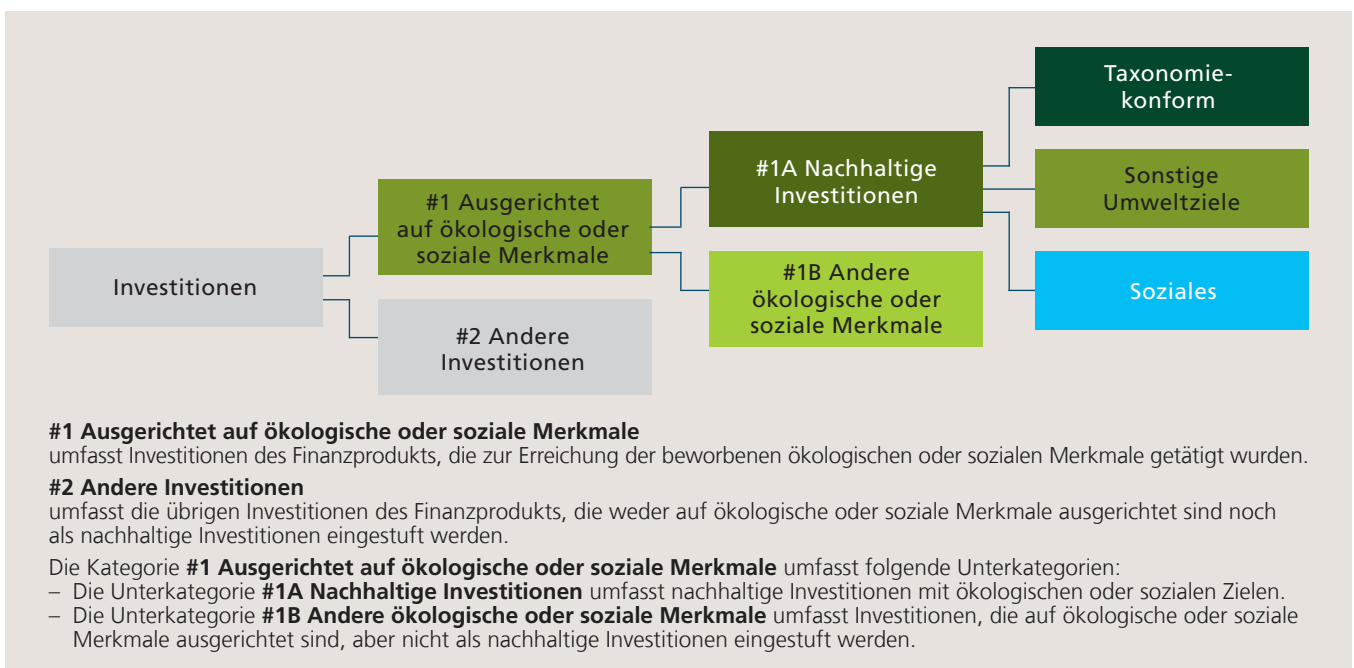 Investitionen
#1 Ausgerichtet
auf ökologische oder
soziale Merkmale
#2 Andere
Investitionen
#1A Nachhaltige
Investitionen
#1B Andere
ökologische oder
soziale Merkmale
Taxonomie-
konform
Sonstige
Umweltziele
Soziales
#1 Ausgerichtet auf ökologische oder soziale Merkmale
umfasst Investitionen des Finanzprodukts, die zur Erreichung der beworbenen ökologischen oder sozialen Merkmale getätigt wurden.
#2 Andere Investitionen
umfasst die übrigen Investitionen des Finanzprodukts, die weder auf ökologische oder soziale Merkmale ausgerichtet sind noch
als nachhaltige Investitionen eingestuft werden.
Die Kategorie #1 Ausgerichtet auf ökologische oder soziale Merkmale umfasst folgende Unterkategorien:
– Die Unterkategorie #1A Nachhaltige Investitionen umfasst nachhaltige Investitionen mit ökologischen oder sozialen Zielen.
– Die Unterkategorie #1B Andere ökologische oder soziale Merkmale umfasst Investitionen, die auf ökologische oder soziale
Merkmale ausgerichtet sind, aber nicht als nachhaltige Investitionen eingestuft werden.